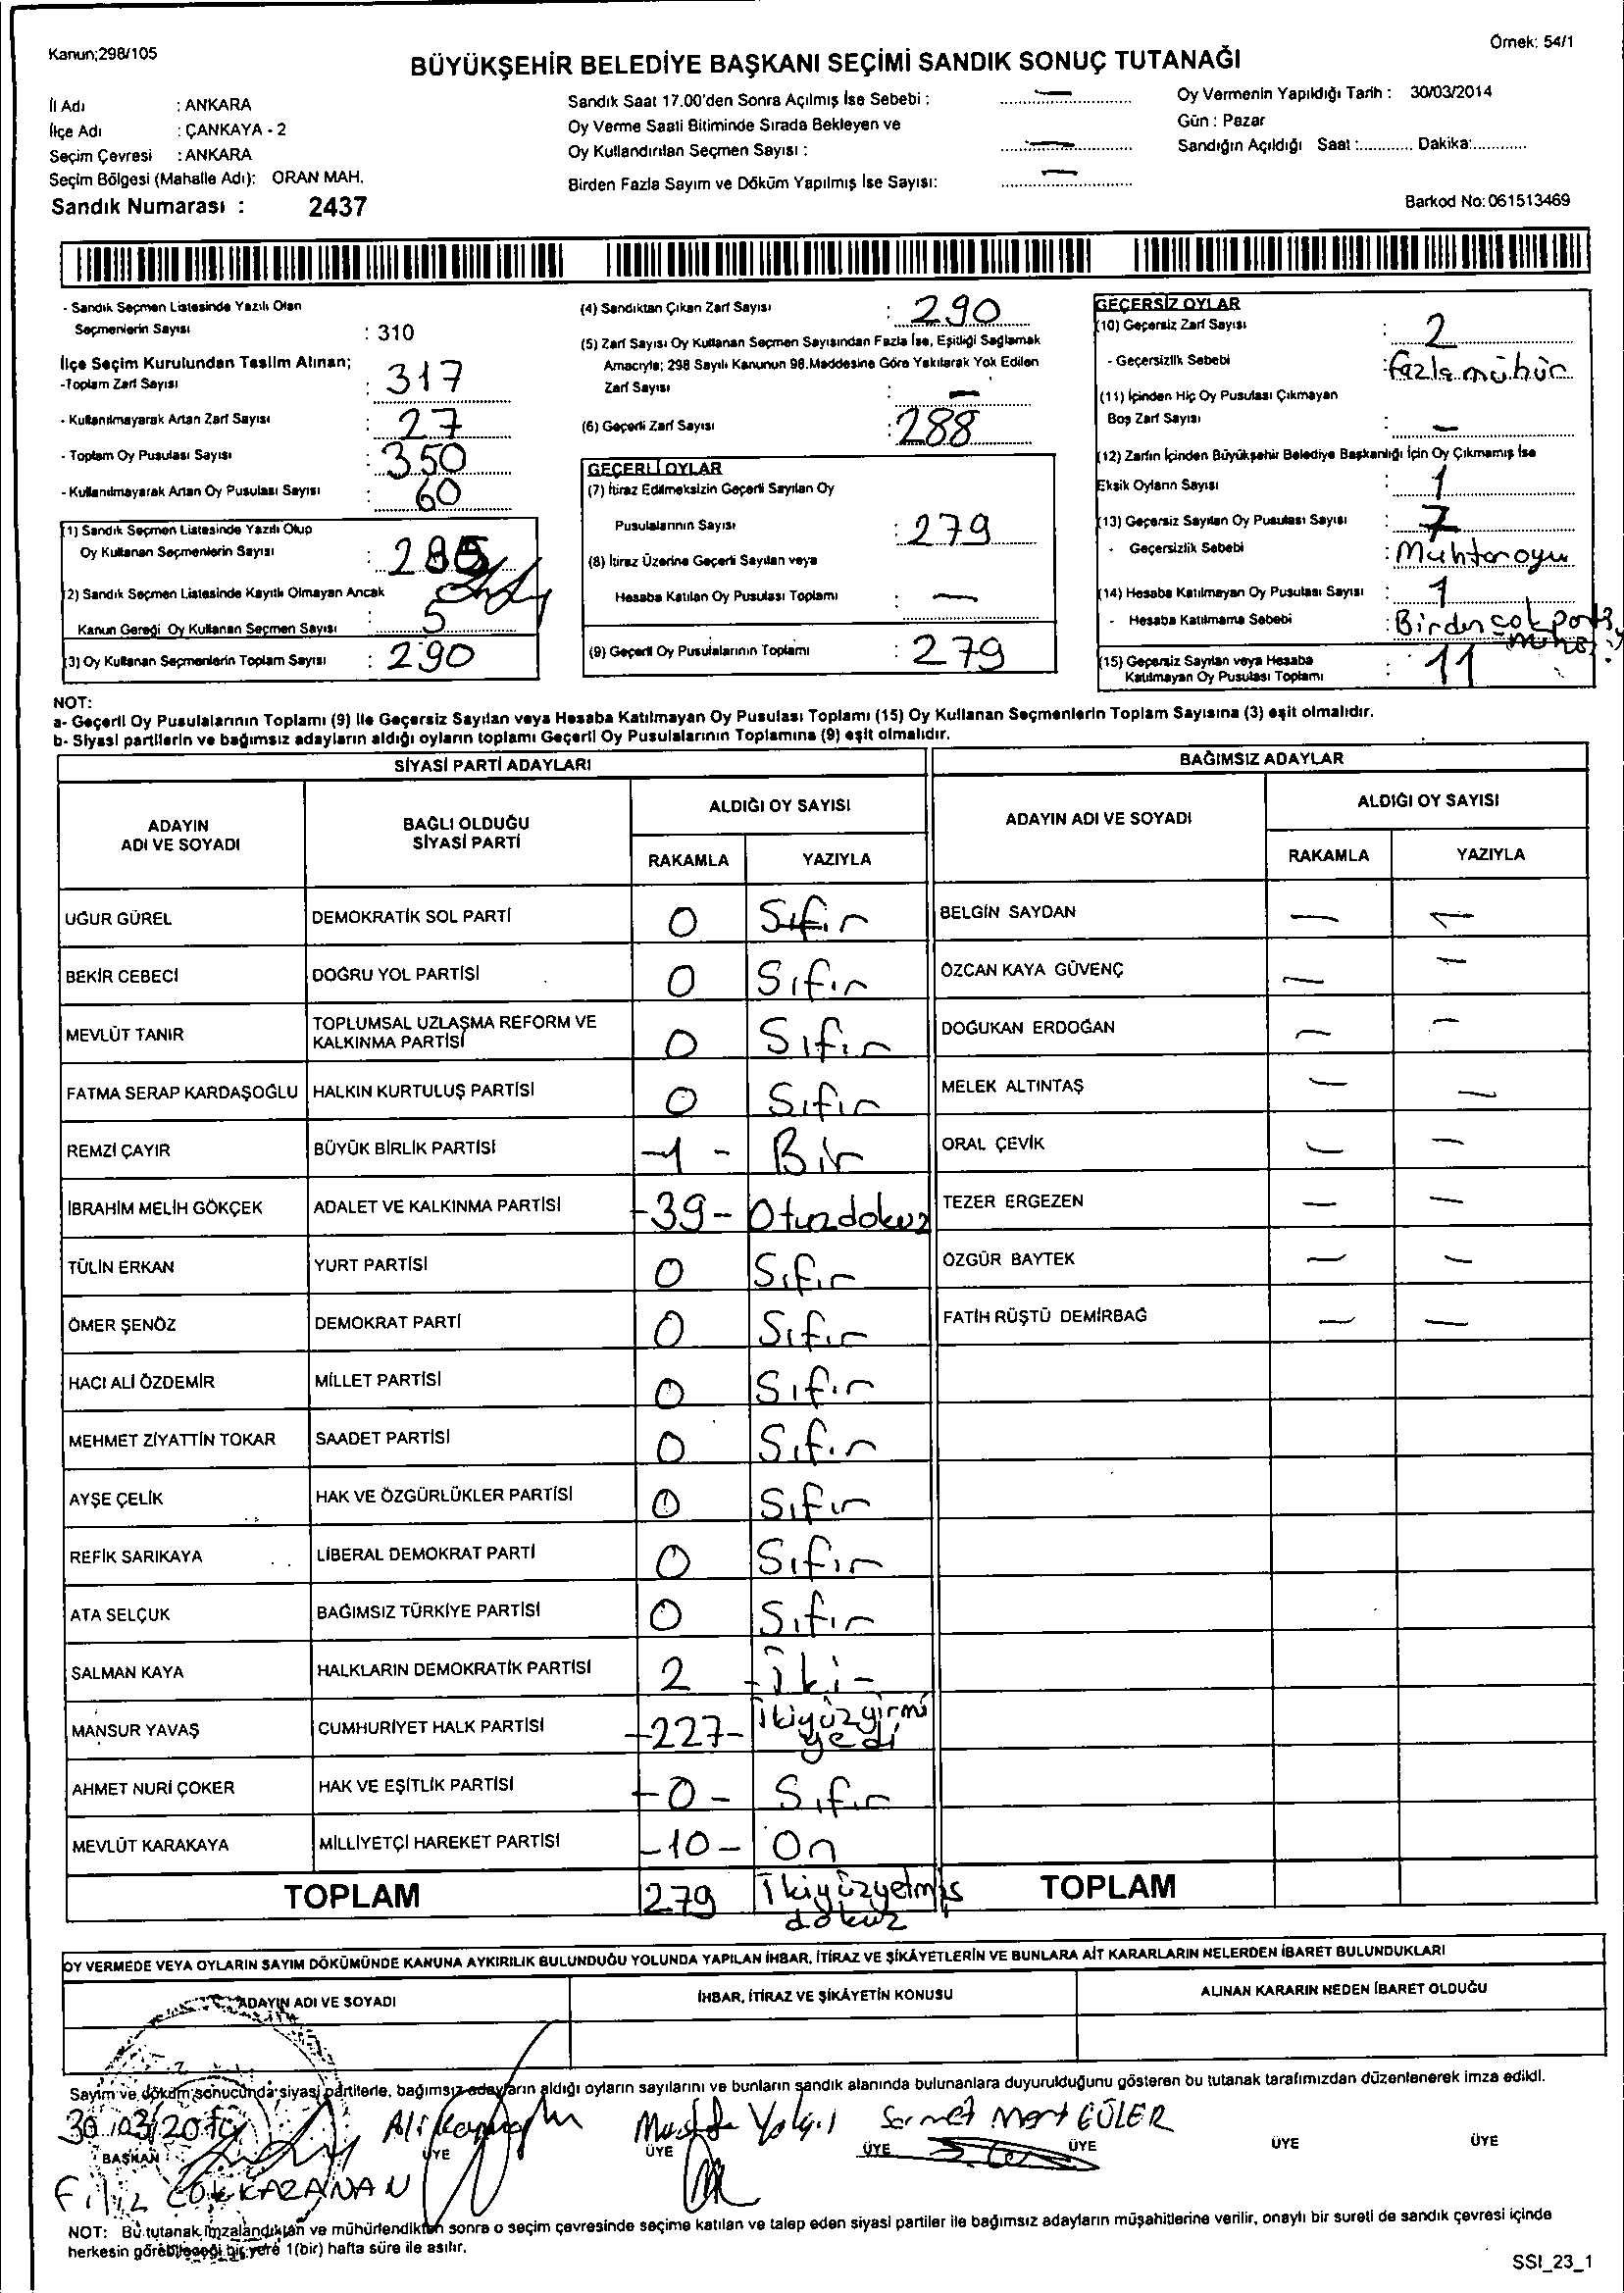 Kanun;298/105
Örnek: 54/1
BÜYÜKŞEHİR BELEDİYE BAŞKANI SEÇİMİ SANDIK SONUÇ TUTANAĞI
İl Adı : ANKARA
İlçe Adı : ÇANKAYA - 2
Seçim Çevresi : ANKARA
Seçim Bölgesi (Mahalle Adı): ORAN MAH.
Sandık Numarası : 2437
Sandık Saat 17.00'den Sonra Açılmış İse Sebebi : —
Oy Verme Saati Bitiminde Sırada Bekleyen ve
Oy Kullandırılan Seçmen Sayısı : —
Birden Fazla Sayım ve Döküm Yapılmış İse Sayısı: —
Oy Vermenin Yapıldığı Tarih : 30/03/2014
Gün : Pazar
Sandığın Açıldığı Saat :............ Dakika:............
Barkod No: 061513469
- Sandık Seçmen Listesinde Yazılı Olan
Seçmenlerin Sayısı : 310
İlçe Seçim Kurulundan Teslim Alınan;
-Toplam Zarf Sayısı : 317
- Kullanılmayarak Artan Zarf Sayısı : 27
- Toplam Oy Pusulası Sayısı : 350
- Kullanılmayarak Artan Oy Pusulası Sayısı : 60
(1) Sandık Seçmen Listesinde Yazılı Olup
Oy Kullanan Seçmenlerin Sayısı : 285
(2) Sandık Seçmen Listesinde Kayıtlı Olmayan Ancak
Kanun Gereği Oy Kullanan Seçmen Sayısı : 5
(3) Oy Kullanan Seçmenlerin Toplam Sayısı : 290
(4) Sandıktan Çıkan Zarf Sayısı : 290
(5) Zarf Sayısı Oy Kullanan Seçmen Sayısından Fazla İse, Eşitliği Sağlamak
Amacıyla; 298 Sayılı Kanunun 98.Maddesine Göre Yakılarak Yok Edilen
Zarf Sayısı : —
(6) Geçerli Zarf Sayısı : 288
GEÇERLİ OYLAR
(7) İtiraz Edilmeksizin Geçerli Sayılan Oy
Pusulalarının Sayısı : 279
(8) İtiraz Üzerine Geçerli Sayılan veya
Hesaba Katılan Oy Pusulası Toplamı : —
(9) Geçerli Oy Pusulalarının Toplamı : 279
GEÇERSİZ OYLAR
(10) Geçersiz Zarf Sayısı : 2
- Geçersizlik Sebebi : fazla mühür
(11) İçinden Hiç Oy Pusulası Çıkmayan
Boş Zarf Sayısı : —
(12) Zarfın İçinden Büyükşehir Belediye Başkanlığı İçin Oy Çıkmamış İse
Eksik Oyların Sayısı : 1
(13) Geçersiz Sayılan Oy Pusulası Sayısı : 7
- Geçersizlik Sebebi : Muhtar oyu
(14) Hesaba Katılmayan Oy Pusulası Sayısı : 1
- Hesaba Katılmama Sebebi : Birden çok
(15) Geçersiz Sayılan veya Hesaba
Katılmayan Oy Pusulası Toplamı : 11
NOT:
a- Geçerli Oy Pusulalarının Toplamı (9) ile Geçersiz Sayılan veya Hesaba Katılmayan Oy Pusulası Toplamı (15) Oy Kullanan Seçmenlerin Toplam Sayısına (3) eşit olmalıdır.
b- Siyasi partilerin ve bağımsız adayların aldığı oyların toplamı Geçerli Oy Pusulalarının Toplamına (9) eşit olmalıdır.
SİYASİ PARTİ ADAYLARI BAĞIMSIZ ADAYLAR
ADAYIN ADI VE SOYADI BAĞLI OLDUĞU SİYASİ PARTİ ALDIĞI OY SAYISI ADAYIN ADI VE SOYADI ALDIĞI OY SAYISI
RAKAMLA YAZIYLA RAKAMLA YAZIYLA
UĞUR GÜREL DEMOKRATİK SOL PARTİ 0 Sıfır BELGİN SAYDAN — —
BEKİR CEBECİ DOĞRU YOL PARTİSİ 0 Sıfır ÖZCAN KAYA GÜVENÇ — —
MEVLÜT TANIR TOPLUMSAL UZLAŞMA REFORM VE KALKINMA PARTİSİ 0 Sıfır DOĞUKAN ERDOĞAN — —
FATMA SERAP KARDAŞOĞLU HALKIN KURTULUŞ PARTİSİ 0 Sıfır MELEK ALTINTAŞ — —
REMZİ ÇAYIR BÜYÜK BİRLİK PARTİSİ -1- Bir ORAL ÇEVİK — —
İBRAHİM MELİH GÖKÇEK ADALET VE KALKINMA PARTİSİ -39- Otuzdokuz TEZER ERGEZEN — —
TÜLİN ERKAN YURT PARTİSİ 0 Sıfır ÖZGÜR BAYTEK — —
ÖMER ŞENÖZ DEMOKRAT PARTİ 0 Sıfır FATİH RÜŞTÜ DEMİRBAĞ — —
HACI ALİ ÖZDEMİR MİLLET PARTİSİ 0 Sıfır
MEHMET ZİYATTİN TOKAR SAADET PARTİSİ 0 Sıfır
AYŞE ÇELİK HAK VE ÖZGÜRLÜKLER PARTİSİ 0 Sıfır
REFİK SARIKAYA LİBERAL DEMOKRAT PARTİ 0 Sıfır
ATA SELÇUK BAĞIMSIZ TÜRKİYE PARTİSİ 0 Sıfır
SALMAN KAYA HALKLARIN DEMOKRATİK PARTİSİ 2 -İki-
MANSUR YAVAŞ CUMHURİYET HALK PARTİSİ -227- İkiyüzyirmi yedi
AHMET NURİ ÇOKER HAK VE EŞİTLİK PARTİSİ -0- Sıfır
MEVLÜT KARAKAYA MİLLİYETÇİ HAREKET PARTİSİ -10- On
TOPLAM 279 İkiyüzyetmiş dokuz TOPLAM
OY VERMEDE VEYA OYLARIN SAYIM DÖKÜMÜNDE KANUNA AYKIRILIK BULUNDUĞU YOLUNDA YAPILAN İHBAR, İTİRAZ VE ŞİKÂYETLERİN VE BUNLARA AİT KARARLARIN NELERDEN İBARET BULUNDUKLARI
ADAYIN ADI VE SOYADI İHBAR, İTİRAZ VE ŞİKÂYETİN KONUSU ALINAN KARARIN NEDEN İBARET OLDUĞU
Sayım ve döküm sonucunda siyasi partilerle, bağımsız adayların aldığı oyların sayılarını ve bunların sandık alanında bulunanlara duyurulduğunu gösteren bu tutanak tarafımızdan düzenlenerek imza edildi.
30/03/2014 Ali Mustafa Samet Mert GÜLER
BAŞKAN ÜYE ÜYE ÜYE ÜYE ÜYE ÜYE
Filiz
NOT: Bu tutanak imzalandıktan ve mühürlendikten sonra o seçim çevresinde seçime katılan ve talep eden siyasi partiler ile bağımsız adayların müşahitlerine verilir, onaylı bir sureti de sandık çevresi içinde
herkesin görebileceği bir yere 1(bir) hafta süre ile asılır.
SSI_23_1